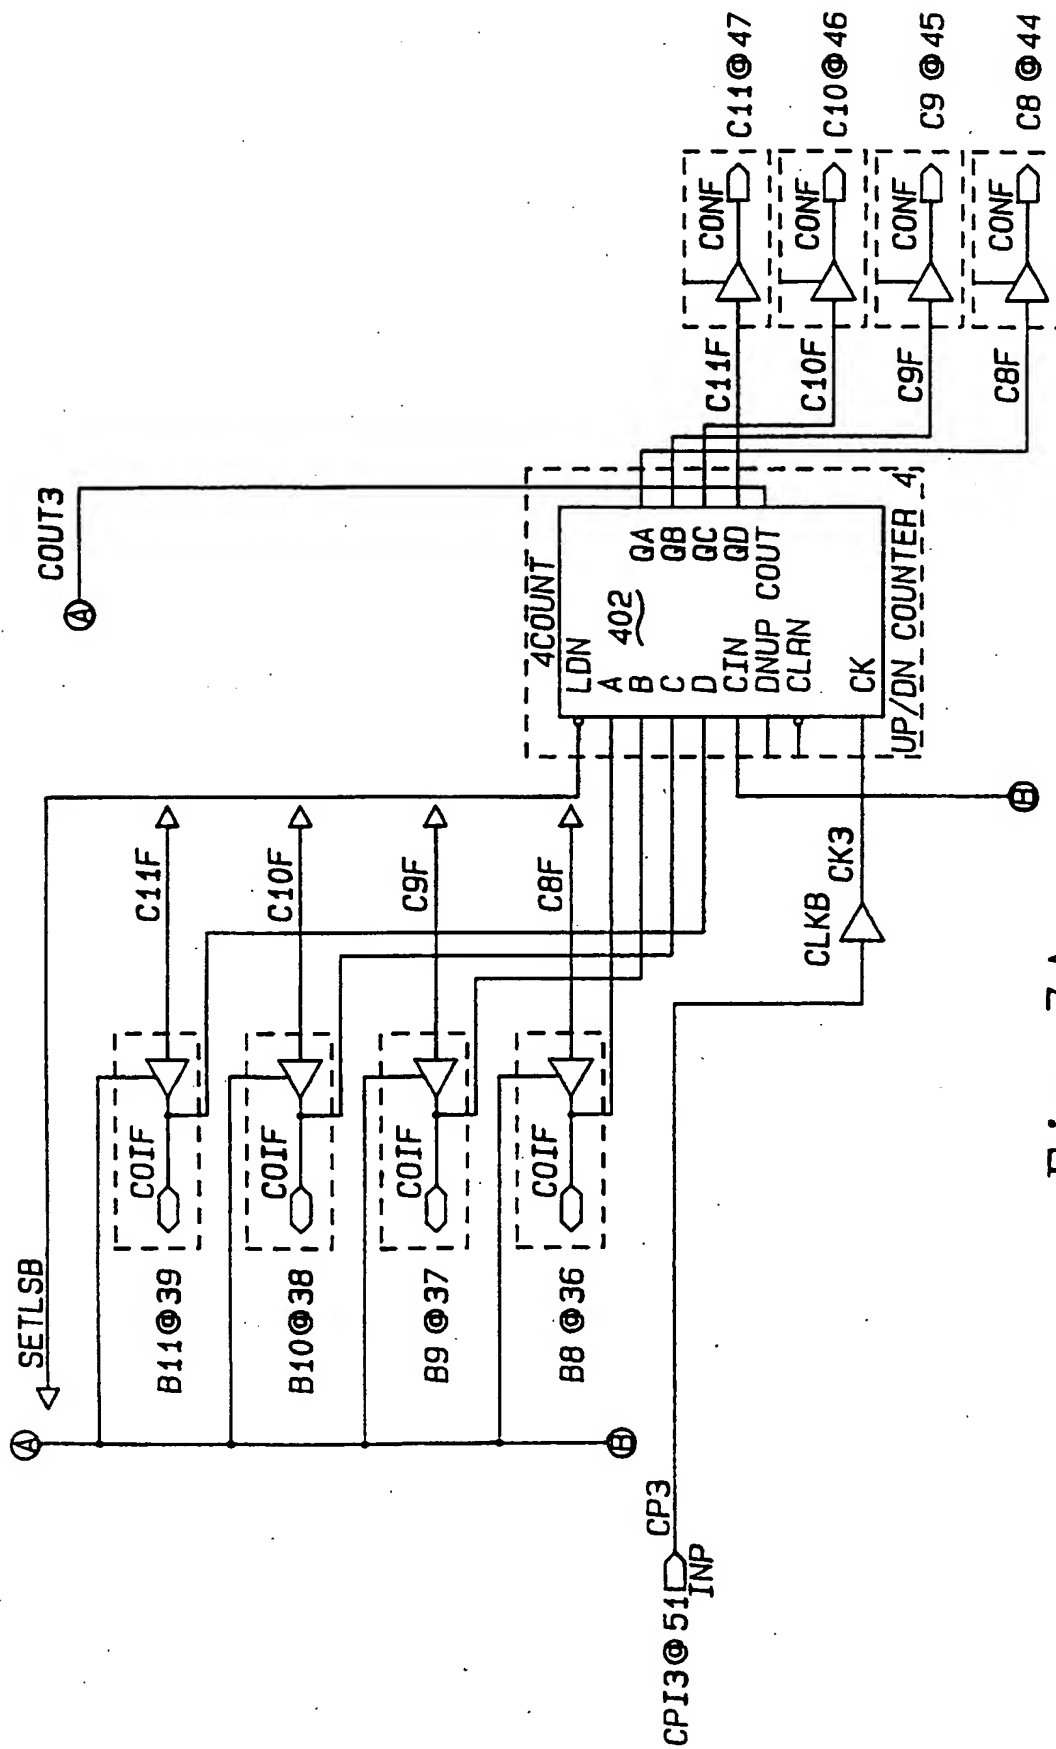 A
SETLSB
COUT3
A
B11@39
COIF
C11F
B10@38
COIF
C10F
B9@37
COIF
C9F
B8@36
COIF
C8F
B
4COUNT
LDN
A
B
C
D
CIN
DNUP
CLRN
CK
402
QA
QB
QC
QD
COUT
UP/DN COUNTER 4
C11F
CONF
C11@47
C10F
CONF
C10@46
C9F
CONF
C9@45
C8F
CONF
C8@44
CPI3@51
INP
CP3
CLKB
CK3
B